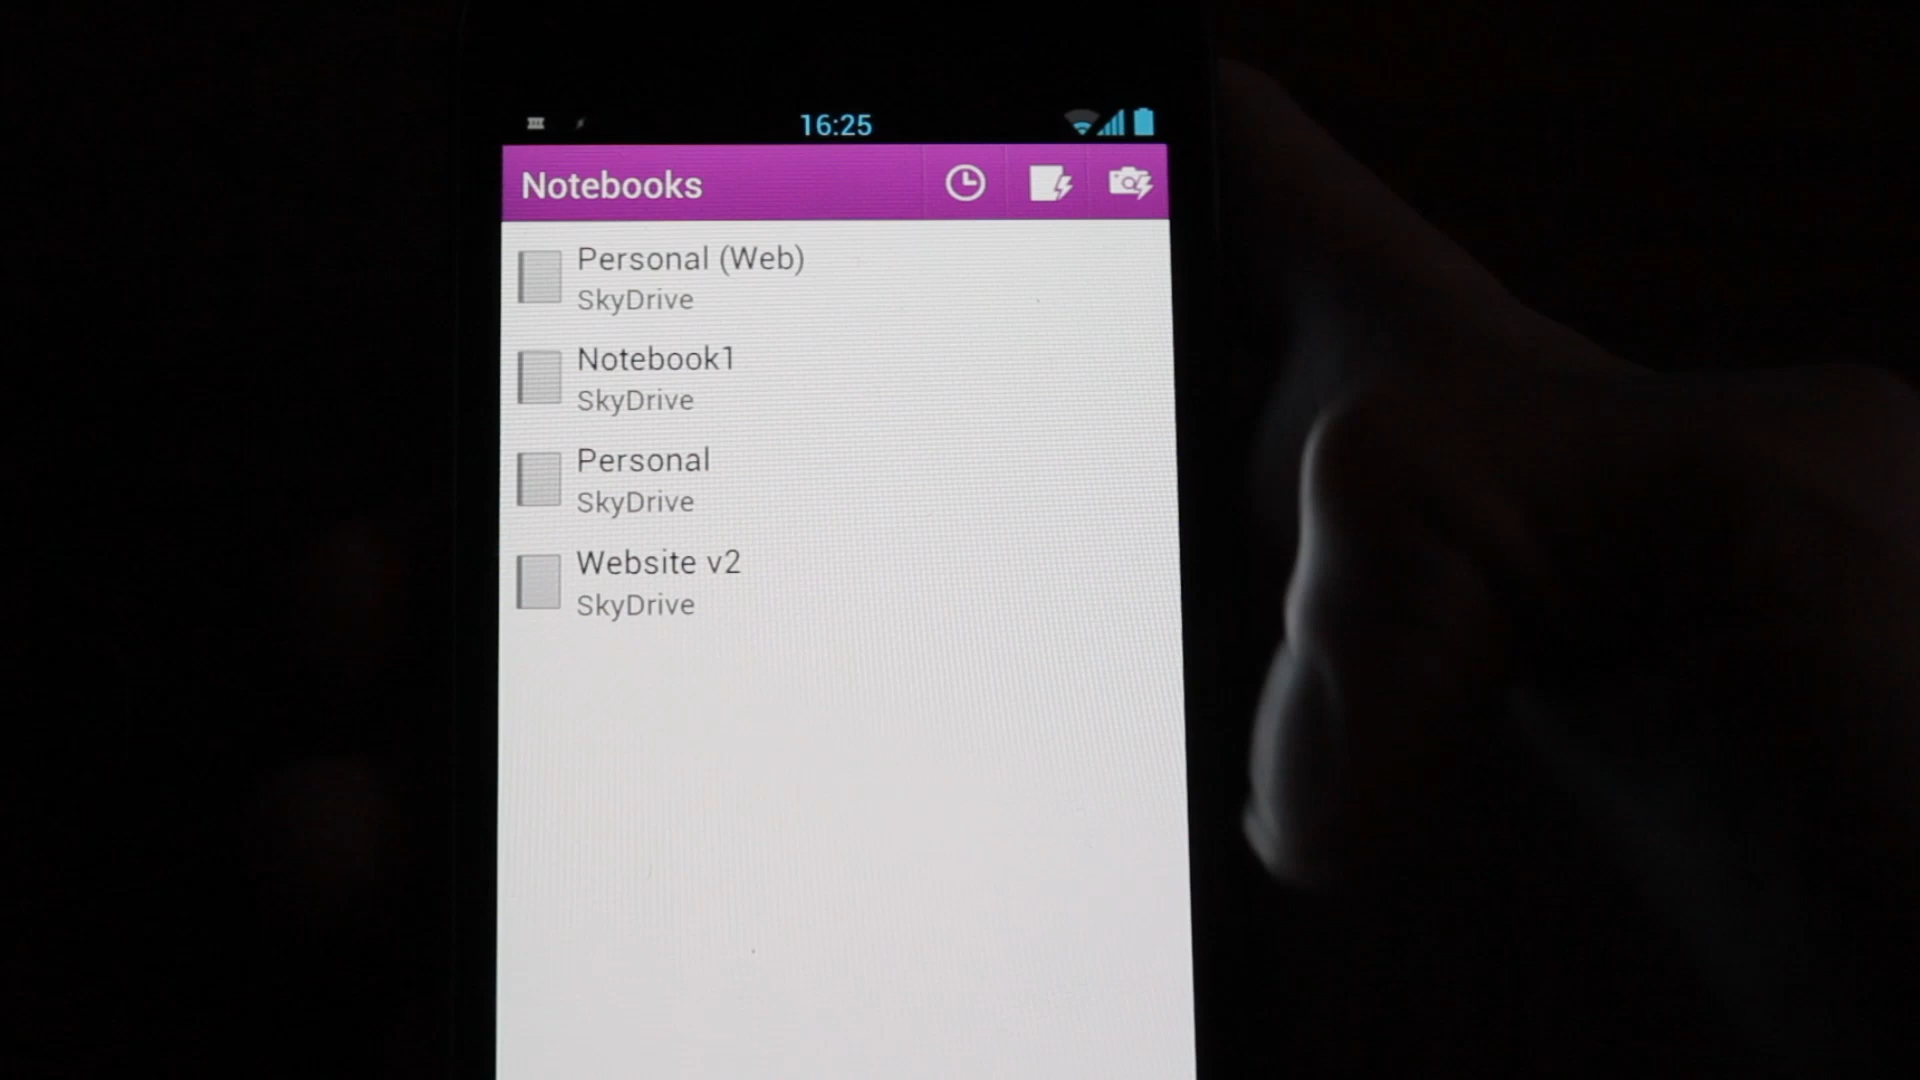 16:25
Notebooks
Personal (Web)
SkyDrive
Notebook1
SkyDrive
Personal
SkyDrive
Website v2
SkyDrive